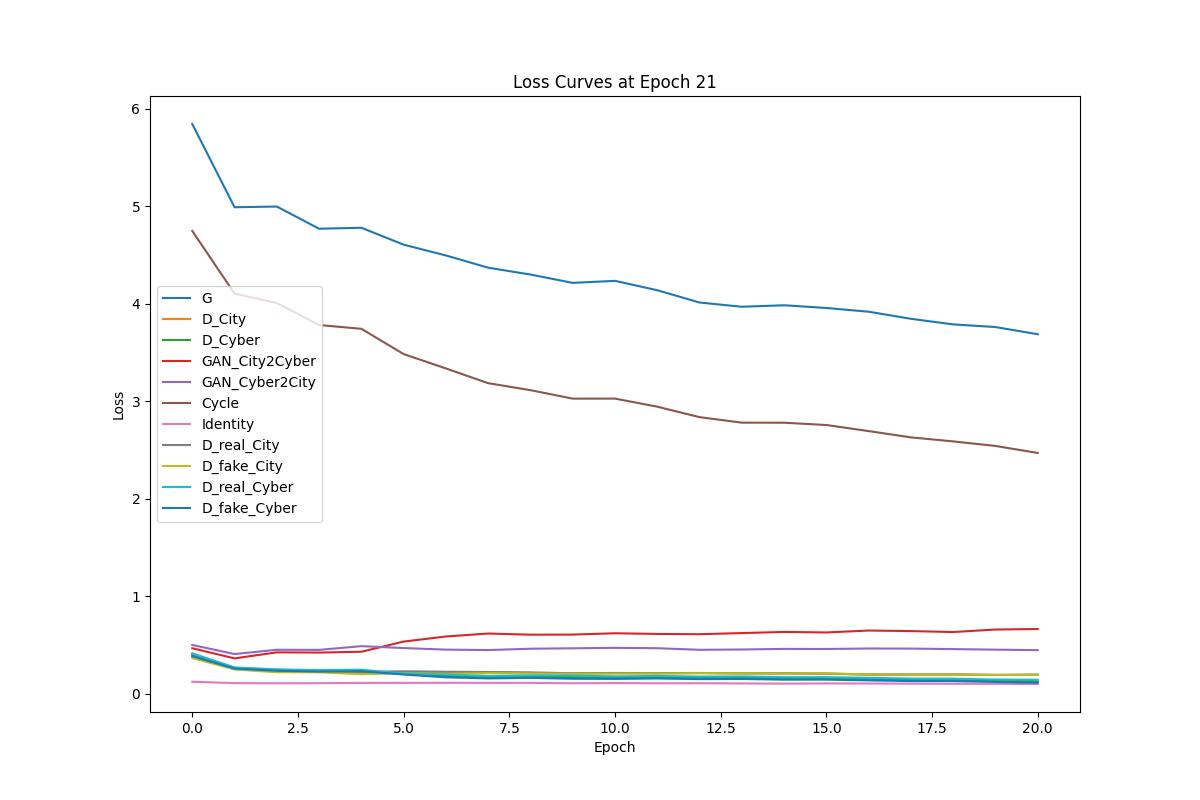 Loss Curves at Epoch 21
6
5
4
3
2
1
0
Loss
G
D_City
D_Cyber
GAN_City2Cyber
GAN_Cyber2City
Cycle
Identity
D_real_City
D_fake_City
D_real_Cyber
D_fake_Cyber
0.0 2.5 5.0 7.5 10.0 12.5 15.0 17.5 20.0
Epoch